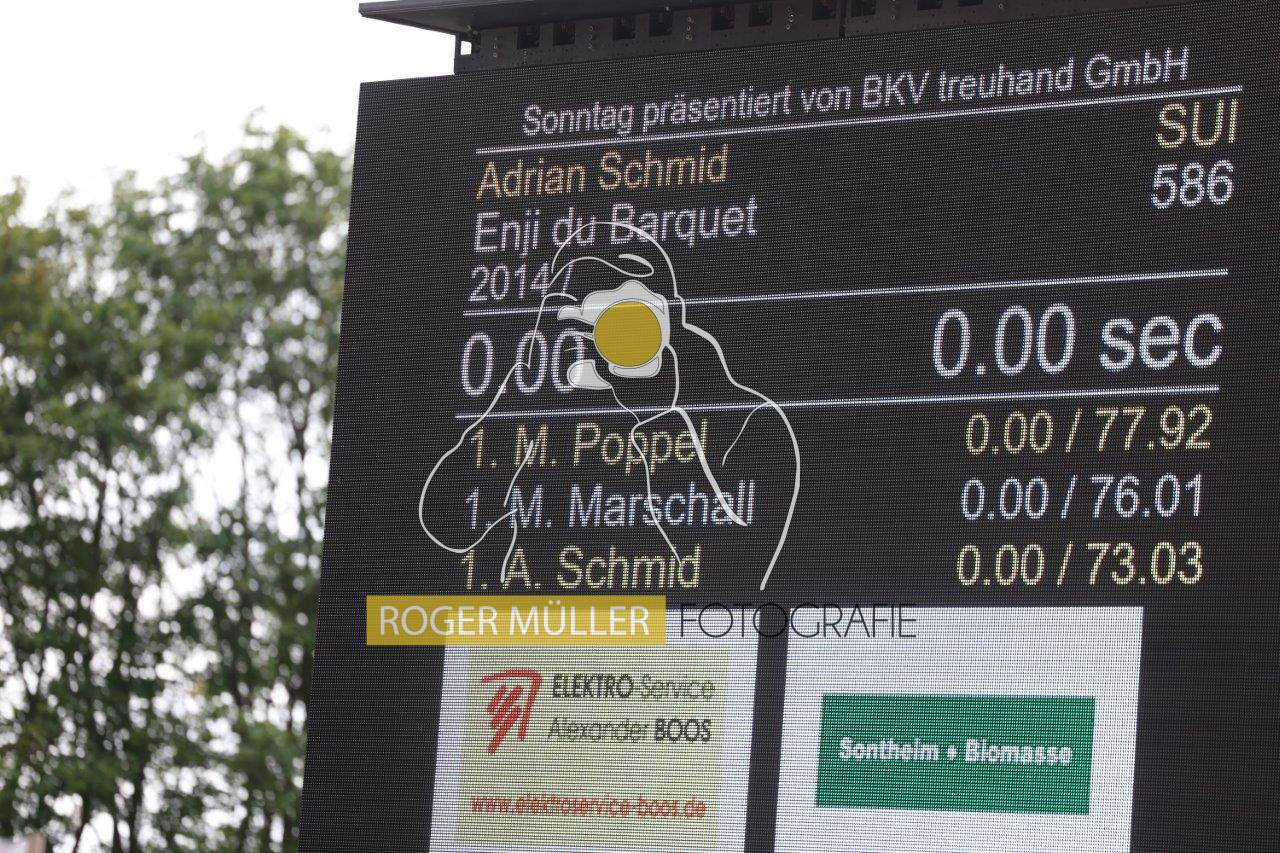 Sonntag präsentiert von BKV treuhand GmbH
Adrian Schmid SUI
Enji du Barquet 586
2014 /
0.00 0.00 sec
1. M. Poppel 0.00 / 77.92
1. M. Marschall 0.00 / 76.01
1. A. Schmid 0.00 / 73.03
ROGER MÜLLER FOTOGRAFIE
ELEKTRO Service
Alexander BOOS
www.elektroservice-boos.de
Sontheim • Biomasse